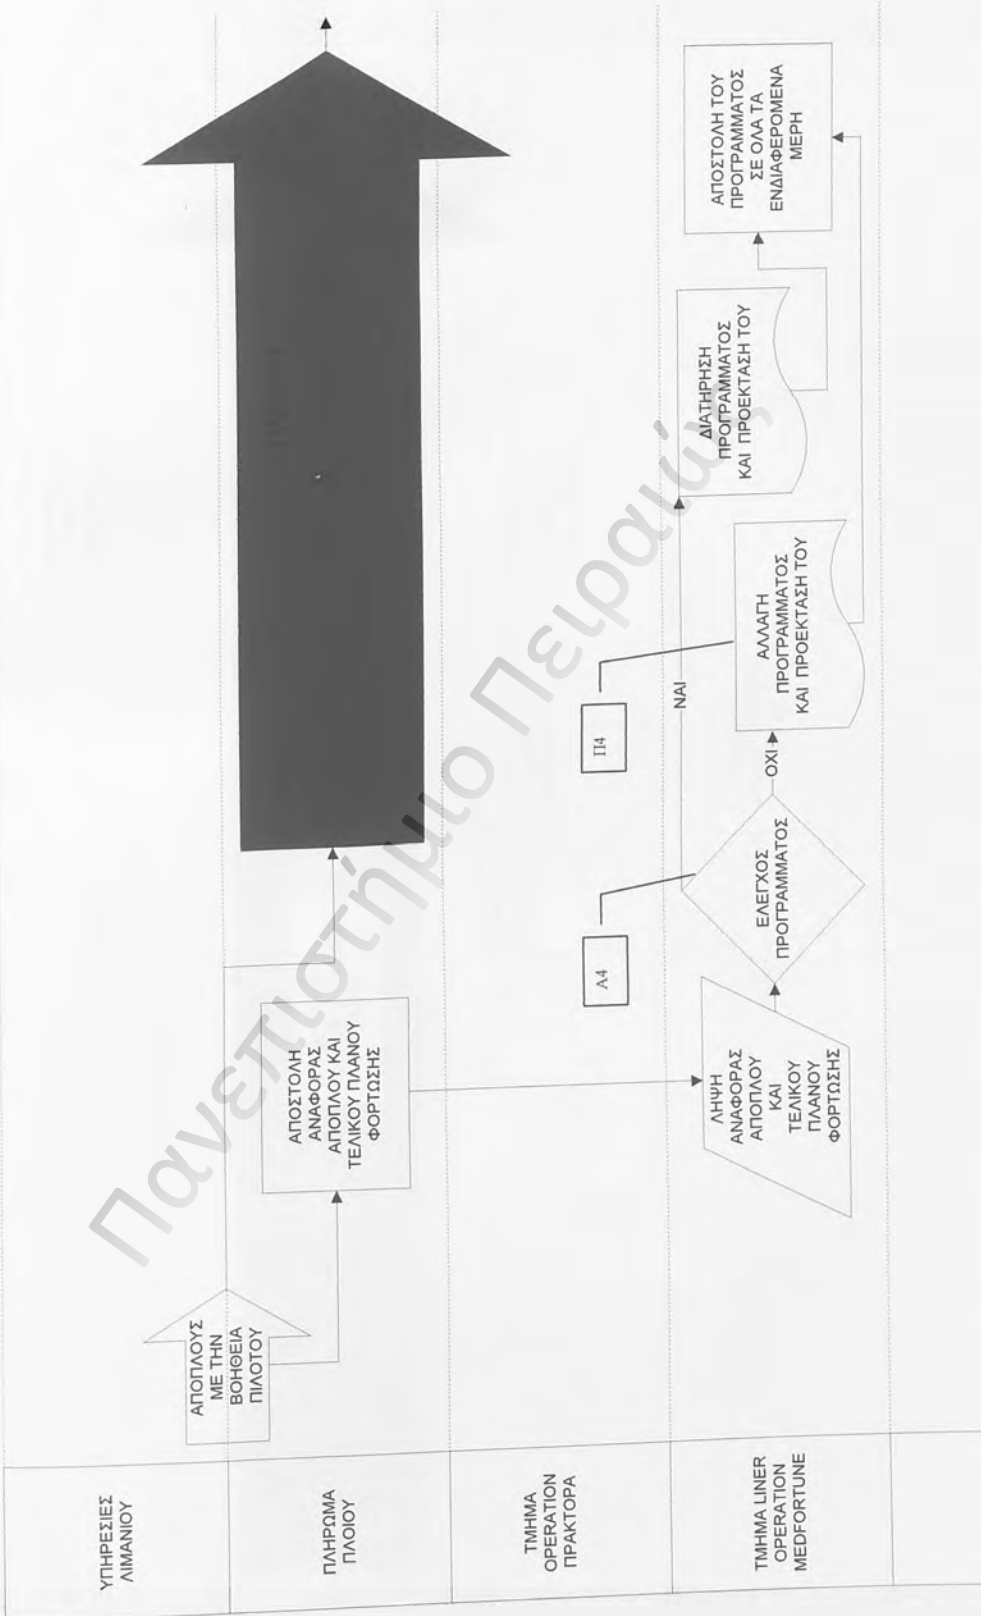 ΥΠΗΡΕΣΙΕΣ
ΛΙΜΑΝΙΟΥ
ΑΠΟΠΛΟΥΣ
ΜΕ ΤΗΝ
ΒΟΗΘΕΙΑ
ΠΙΛΟΤΟΥ
ΠΛΗΡΩΜΑ
ΠΛΟΙΟΥ
ΑΠΟΣΤΟΛΗ
ΑΝΑΦΟΡΑΣ
ΑΠΟΠΛΟΥ ΚΑΙ
ΤΕΛΙΚΟΥ ΠΛΑΝΟΥ
ΦΟΡΤΩΣΗΣ
ΤΜΗΜΑ
OPERATION
ΠΡΑΚΤΟΡΑ
Α4
Π4
ΤΜΗΜΑ LINER
OPERATION
MEDFORTUNE
ΛΗΨΗ
ΑΝΑΦΟΡΑΣ
ΑΠΟΠΛΟΥ
ΚΑΙ
ΤΕΛΙΚΟΥ
ΠΛΑΝΟΥ
ΦΟΡΤΩΣΗΣ
ΕΛΕΓΧΟΣ
ΠΡΟΓΡΑΜΜΑΤΟΣ
ΝΑΙ
ΟΧΙ
ΑΛΛΑΓΗ
ΠΡΟΓΡΑΜΜΑΤΟΣ
ΚΑΙ ΠΡΟΕΚΤΑΣΗ ΤΟΥ
ΔΙΑΤΗΡΗΣΗ
ΠΡΟΓΡΑΜΜΑΤΟΣ
ΚΑΙ ΠΡΟΕΚΤΑΣΗ ΤΟΥ
ΑΠΟΣΤΟΛΗ ΤΟΥ
ΠΡΟΓΡΑΜΜΑΤΟΣ
ΣΕ ΟΛΑ ΤΑ
ΕΝΔΙΑΦΕΡΟΜΕΝΑ
ΜΕΡΗ
Πανεπιστήμιο Πειραιώς